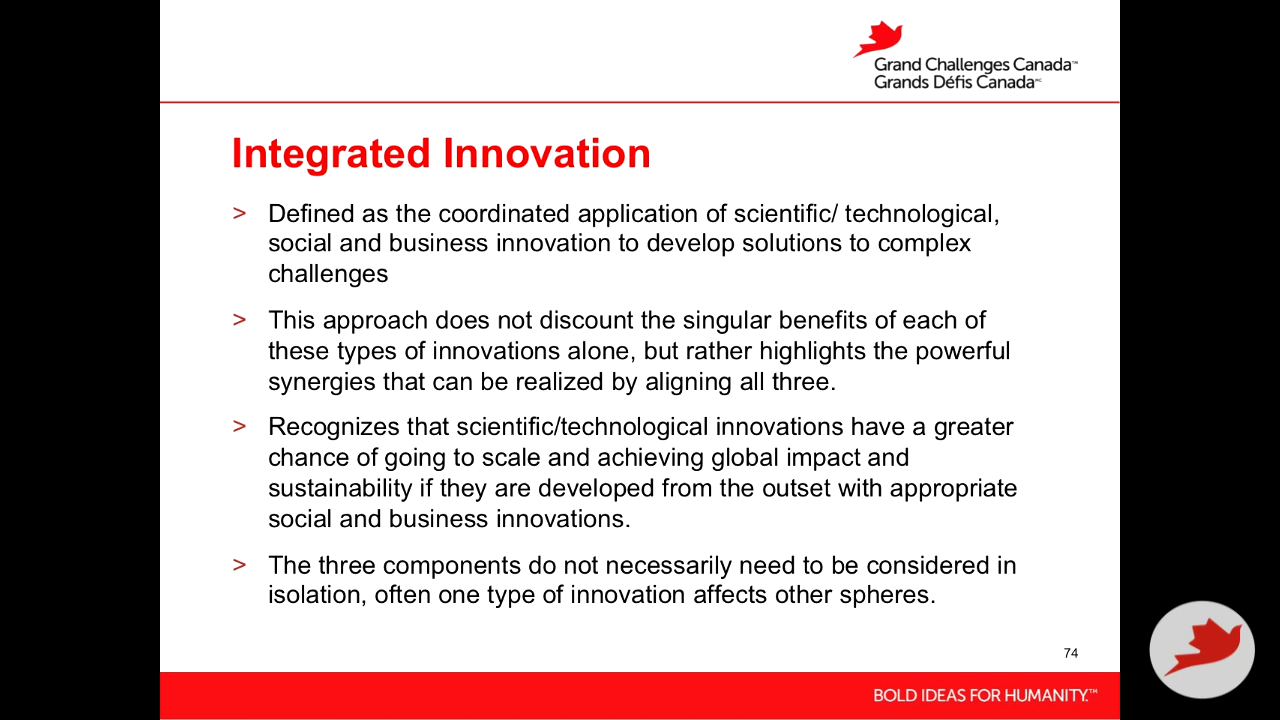 Grand Challenges Canada™
Grands Défis Canada MC
Integrated Innovation
> Defined as the coordinated application of scientific/ technological,
social and business innovation to develop solutions to complex
challenges
> This approach does not discount the singular benefits of each of
these types of innovations alone, but rather highlights the powerful
synergies that can be realized by aligning all three.
> Recognizes that scientific/technological innovations have a greater
chance of going to scale and achieving global impact and
sustainability if they are developed from the outset with appropriate
social and business innovations.
> The three components do not necessarily need to be considered in
isolation, often one type of innovation affects other spheres.
74
BOLD IDEAS FOR HUMANITY.™